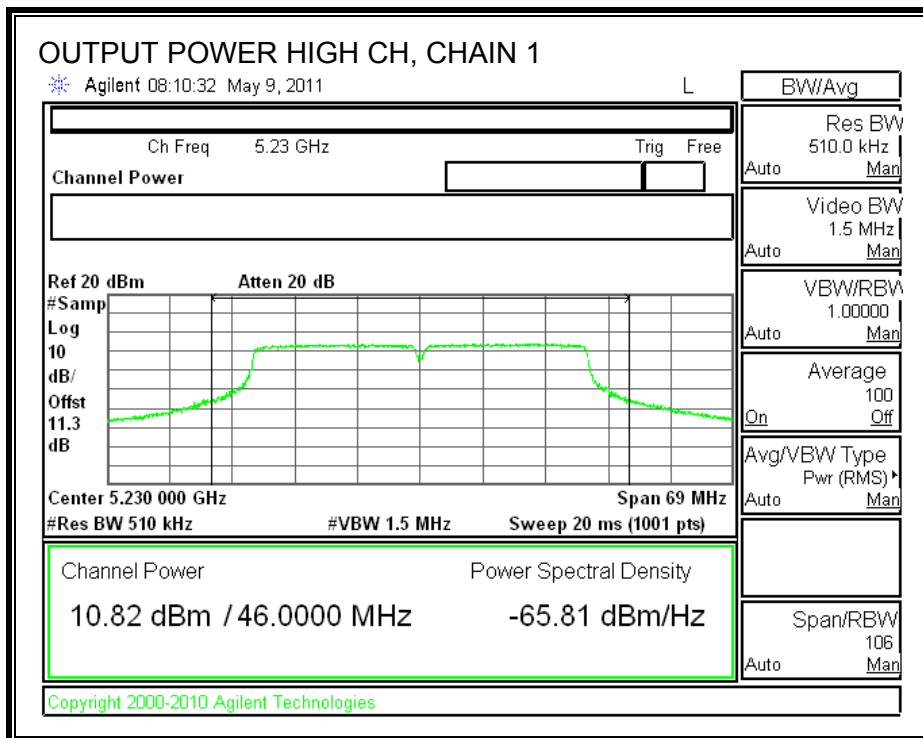 OUTPUT POWER HIGH CH, CHAIN 1
Agilent 08:10:32 May 9, 2011 L
Ch Freq 5.23 GHz Trig Free
Channel Power
Ref 20 dBm Atten 20 dB
#Samp
Log
10
dB/
Offst
11.3
dB
Center 5.230 000 GHz Span 69 MHz
#Res BW 510 kHz #VBW 1.5 MHz Sweep 20 ms (1001 pts)
Channel Power Power Spectral Density
10.82 dBm / 46.0000 MHz -65.81 dBm/Hz
Copyright 2000-2010 Agilent Technologies
BW/Avg
Res BW
510.0 kHz
Auto Man
Video BW
1.5 MHz
Auto Man
VBW/RBW
1.00000
Auto Man
Average
100
On Off
Avg/VBW Type
Pwr (RMS)
Auto Man
Span/RBW
106
Auto Man